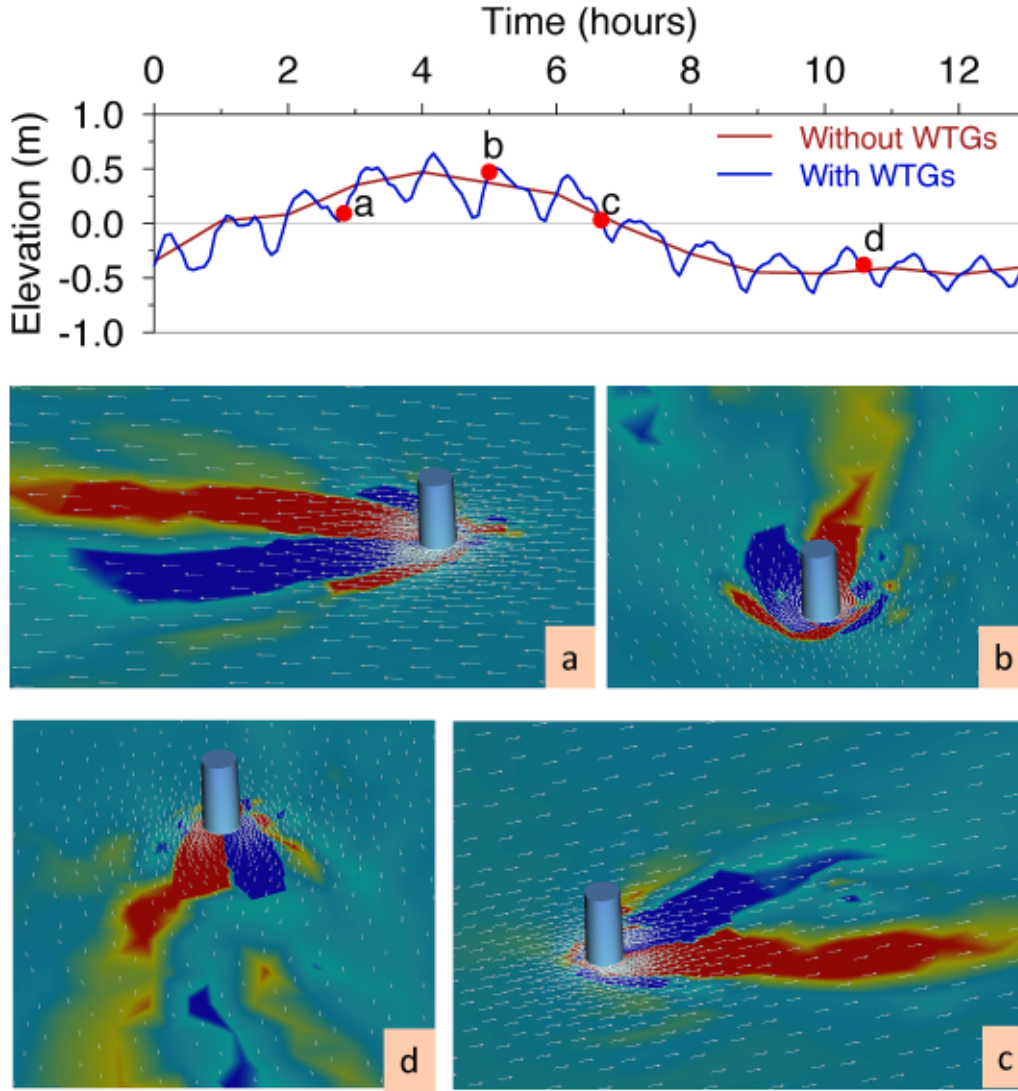 Time (hours)
0 2 4 6 8 10 12
Elevation (m)
1.0
0.5
0.0
-0.5
-1.0
Without WTGs
With WTGs
a
b
c
d
a
b
d
c